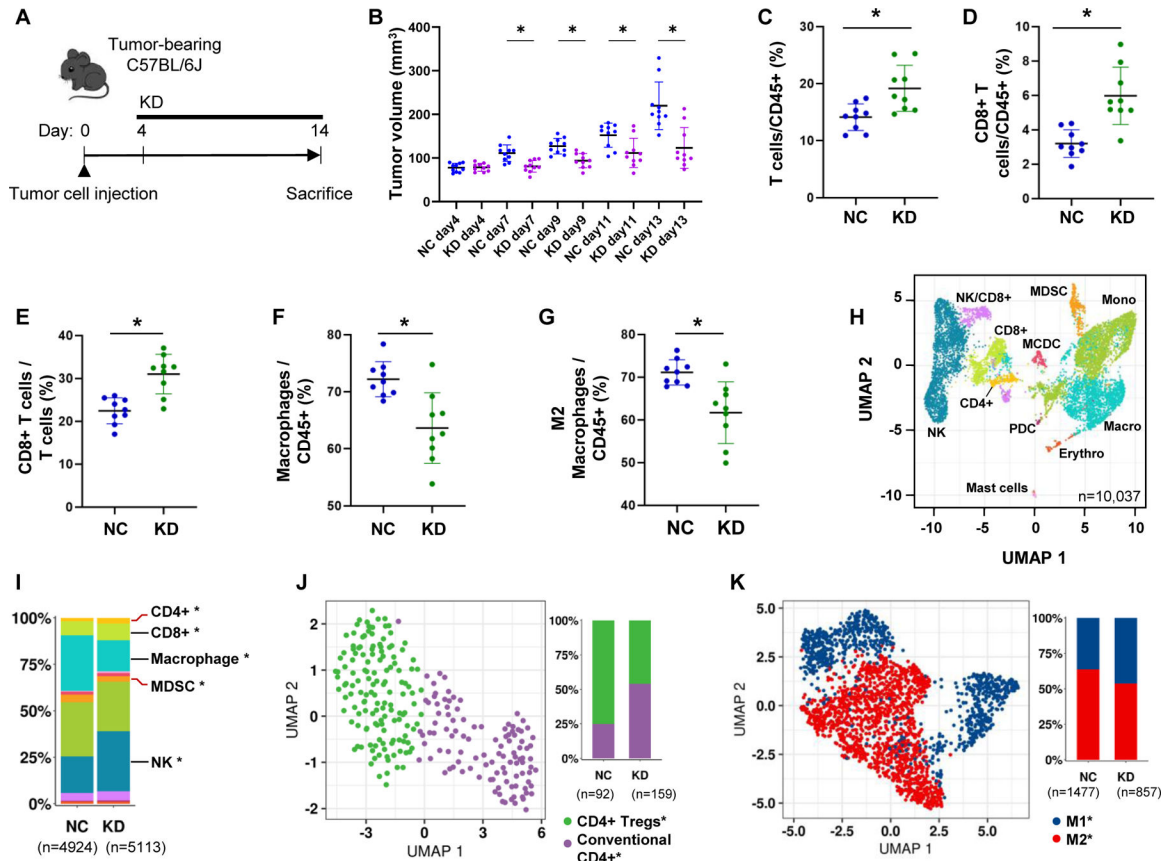 A
Tumor-bearing
C57BL/6J
KD
Day: 0 4 14
Tumor cell injection Sacrifice
B
Tumor volume (mm3)
400
300
200
100
0
* * * *
NC day4
KD day4
NC day7
KD day7
NC day9
KD day9
NC day11
KD day11
NC day13
KD day13
C
T cells/CD45+ (%)
30
20
10
0
*
NC KD
D
CD8+ T
cells/CD45+ (%)
10
8
6
4
2
0
*
NC KD
E
CD8+ T cells /
T cells (%)
40
30
20
10
0
*
NC KD
F
Macrophages /
CD45+ (%)
80
70
60
50
*
NC KD
G
M2
Macrophages /
CD45+ (%)
80
70
60
50
40
*
NC KD
H
UMAP 2
5
0
-5
-10
NK/CD8+
MDSC
Mono
CD8+
MCDC
CD4+
NK
PDC
Macro
Erythro
Mast cells
n=10,037
-10 -5 0 5 10
UMAP 1
I
100%
75%
50%
25%
0%
CD4+ *
CD8+ *
Macrophage *
MDSC *
NK *
NC KD
(n=4924) (n=5113)
J
UMAP 2
2
1
0
-1
-2
-3 0 3 6
UMAP 1
100%
75%
50%
25%
0%
NC KD
(n=92) (n=159)
CD4+ Tregs*
Conventional
CD4+*
K
UMAP 2
5.0
2.5
0.0
-2.5
-5.0
-5.0 -2.5 0.0 2.5 5.0
UMAP 1
100%
75%
50%
25%
0%
NC KD
(n=1477) (n=857)
M1*
M2*